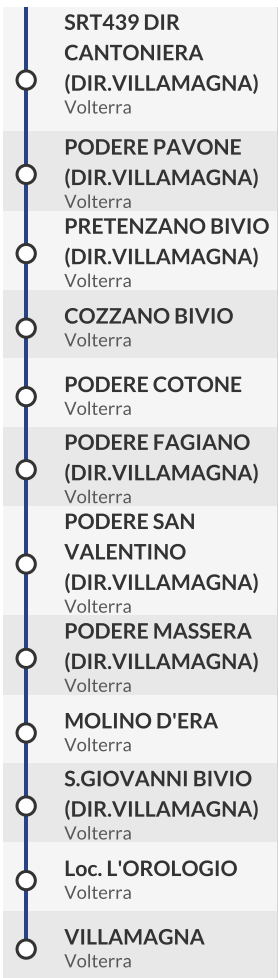 SRT439 DIR
CANTONIERA
(DIR.VILLAMAGNA)
Volterra
PODERE PAVONE
(DIR.VILLAMAGNA)
Volterra
PRETENZANO BIVIO
(DIR.VILLAMAGNA)
Volterra
COZZANO BIVIO
Volterra
PODERE COTONE
Volterra
PODERE FAGIANO
(DIR.VILLAMAGNA)
Volterra
PODERE SAN
VALENTINO
(DIR.VILLAMAGNA)
Volterra
PODERE MASSERA
(DIR.VILLAMAGNA)
Volterra
MOLINO D'ERA
Volterra
S.GIOVANNI BIVIO
(DIR.VILLAMAGNA)
Volterra
Loc. L'OROLOGIO
Volterra
VILLAMAGNA
Volterra